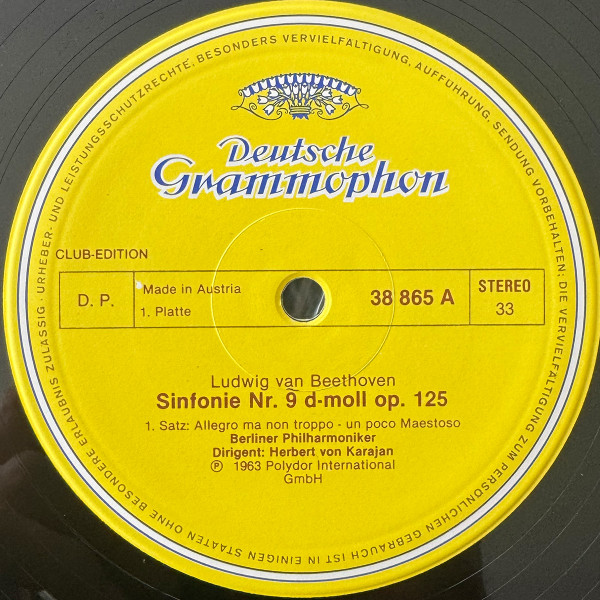 Deutsche
Grammophon
CLUB-EDITION
D. P.
Made in Austria
1. Platte
38 865 A
STEREO
33
Ludwig van Beethoven
Sinfonie Nr. 9 d-moll op. 125
1. Satz: Allegro ma non troppo - un poco Maestoso
Berliner Philharmoniker
Dirigent: Herbert von Karajan
℗ 1963 Polydor International
GmbH
URHEBER- UND LEISTUNGSSCHUTZRECHTE, BESONDERS VERVIELFÄLTIGUNG, AUFFÜHRUNG, SENDUNG VORBEHALTEN; DIE VERVIELFÄLTIGUNG ZUM PERSÖNLICHEN GEBRAUCH IST IN EINIGEN STAATEN OHNE BESONDERE ERLAUBNIS ZULÄSSIG ·